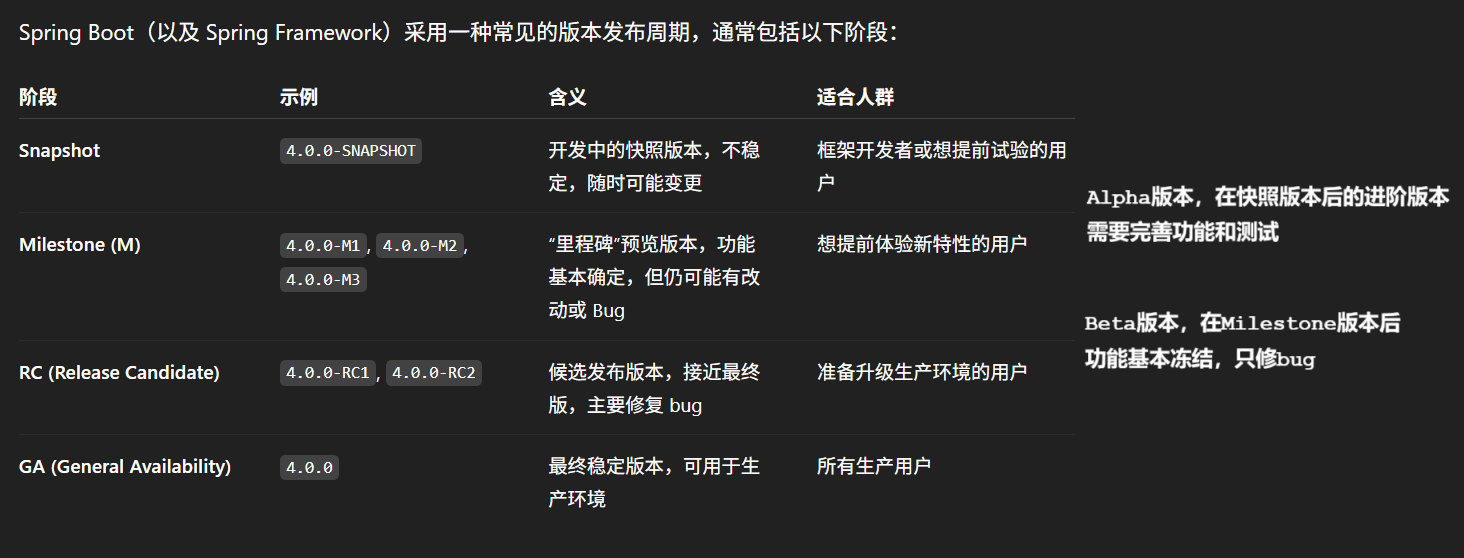 Spring Boot（以及 Spring Framework）采用一种常见的版本发布周期，通常包括以下阶段：
阶段 示例 含义 适合人群
Snapshot 4.0.0-SNAPSHOT 开发中的快照版本，不稳 框架开发者或想提前试验的用
定，随时可能变更 户
Alpha版本，在快照版本后的进阶版本
需要完善功能和测试
Milestone (M) 4.0.0-M1, 4.0.0-M2, “里程碑”预览版本，功能 想提前体验新特性的用户
4.0.0-M3 基本确定，但仍可能有改
动或 Bug
Beta版本，在Milestone版本后
功能基本冻结，只修bug
RC (Release Candidate) 4.0.0-RC1, 4.0.0-RC2 候选发布版本，接近最终 准备升级生产环境的用户
版，主要修复 bug
GA (General Availability) 4.0.0 最终稳定版本，可用于生 所有生产用户
产环境